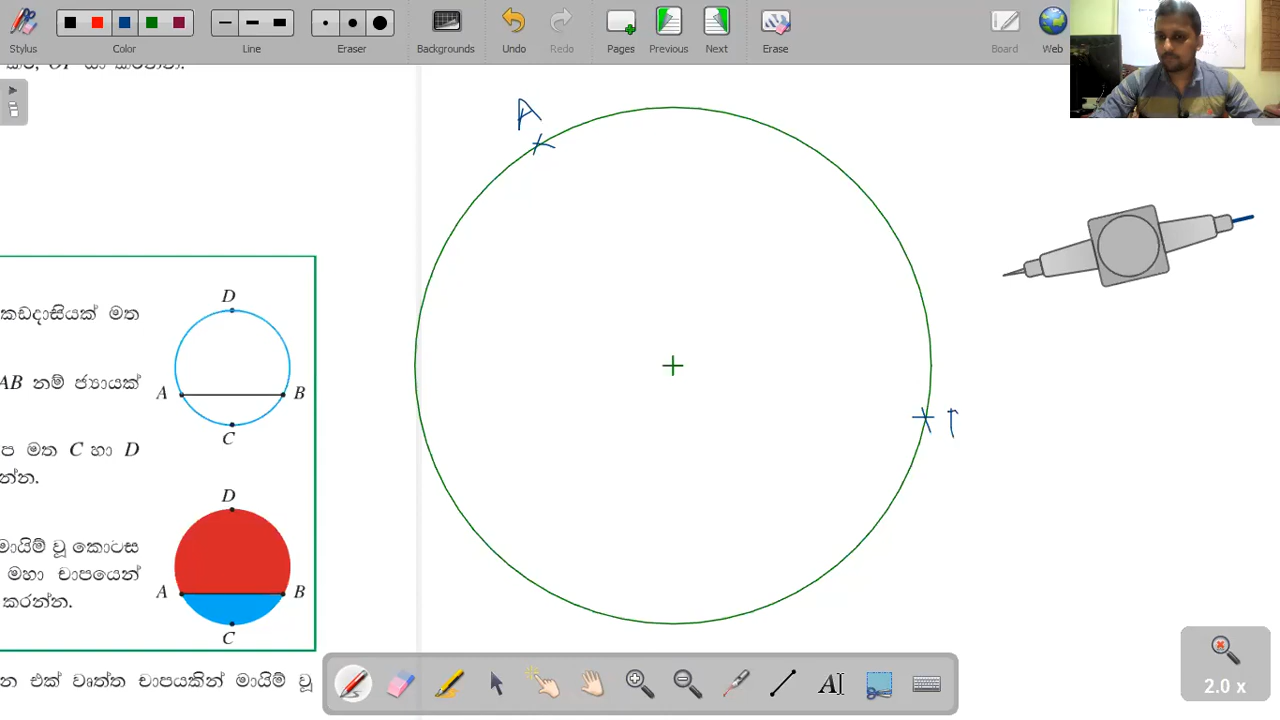 Stylus
Color
Line
Eraser
Backgrounds
Undo
Redo
Pages
Previous
Next
Erase
Board
Web
A
D
කඩදාසියක් මත
AB නම් ජ්‍යායක්
A B
ප මත C හා D
C
න්න.
D
මායිම් වූ කොටස
මහා චාපයෙන්
A B
කරන්න.
C
න එක් වෘත්ත චාපයකින් මායිම් වූ
AI
2.0 x